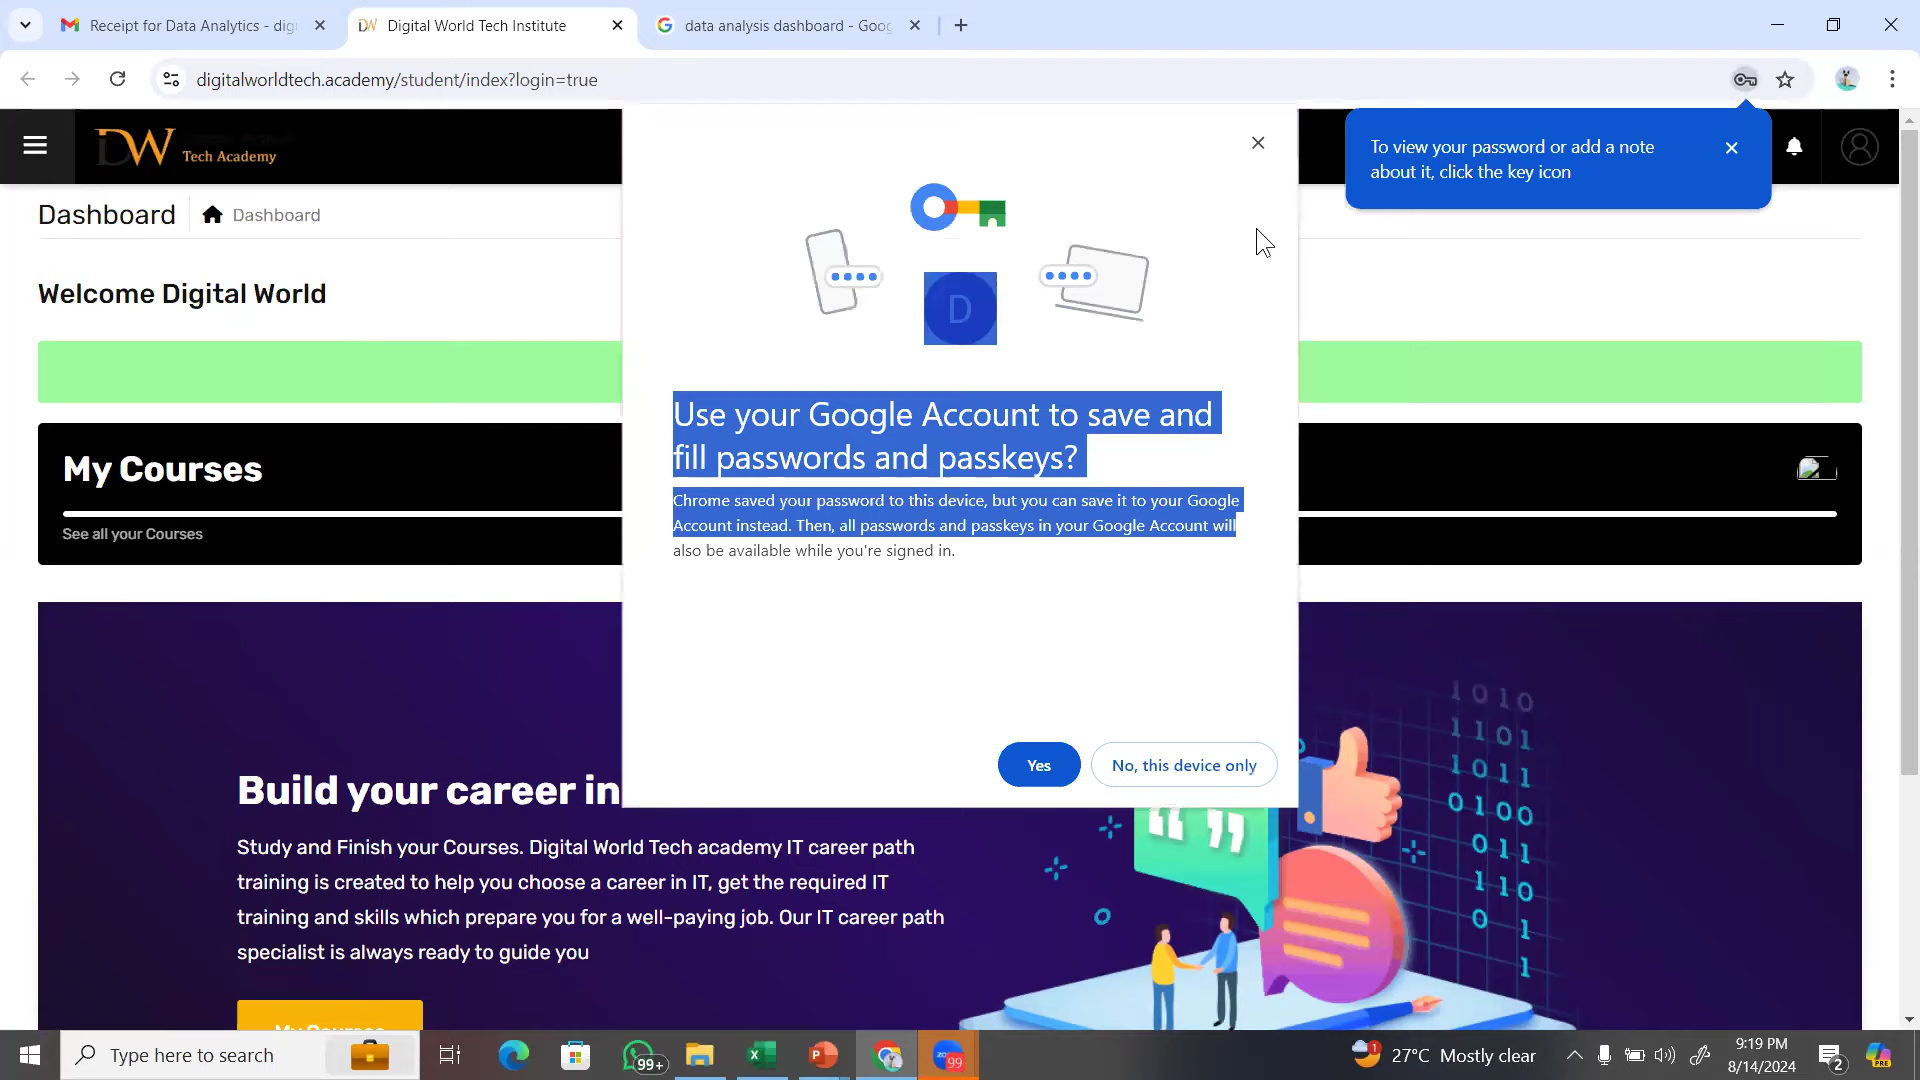 Receipt for Data Analytics - digi
Digital World Tech Institute
data analysis dashboard - Goog
digitalworldtech.academy/student/index?login=true
DW Tech Academy
To view your password or add a note
about it, click the key icon
Dashboard
Dashboard
Welcome Digital World
D
Use your Google Account to save and
fill passwords and passkeys?
Chrome saved your password to this device, but you can save it to your Google
Account instead. Then, all passwords and passkeys in your Google Account will
also be available while you're signed in.
Yes
No, this device only
My Courses
See all your Courses
Build your career in
Study and Finish your Courses. Digital World Tech academy IT career path
training is created to help you choose a career in IT, get the required IT
training and skills which prepare you for a well-paying job. Our IT career path
specialist is always ready to guide you
My Courses
1010
1101
1011
0100
011
110
0 1
1
Type here to search
99+
zoom
99
1
27°C Mostly clear
9:19 PM
8/14/2024
2
PRE